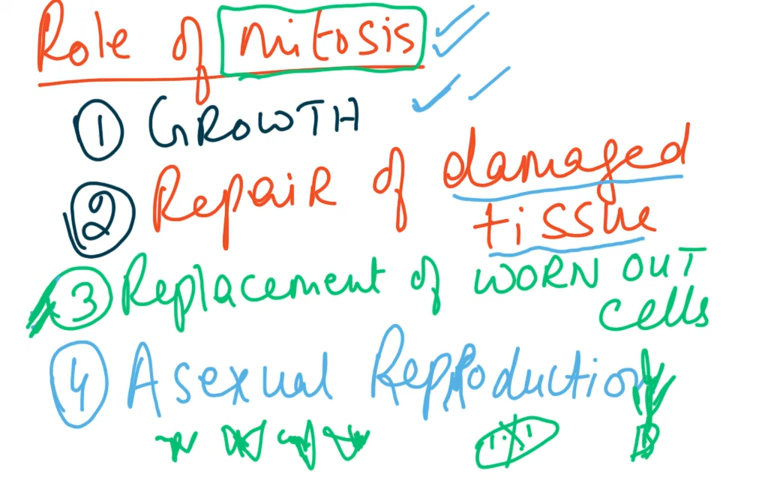 Role of mitosis
① GROWTH
② Repair of damaged
tissue
③ Replacement of WORN OUT
cells
④ Asexual Reproduction